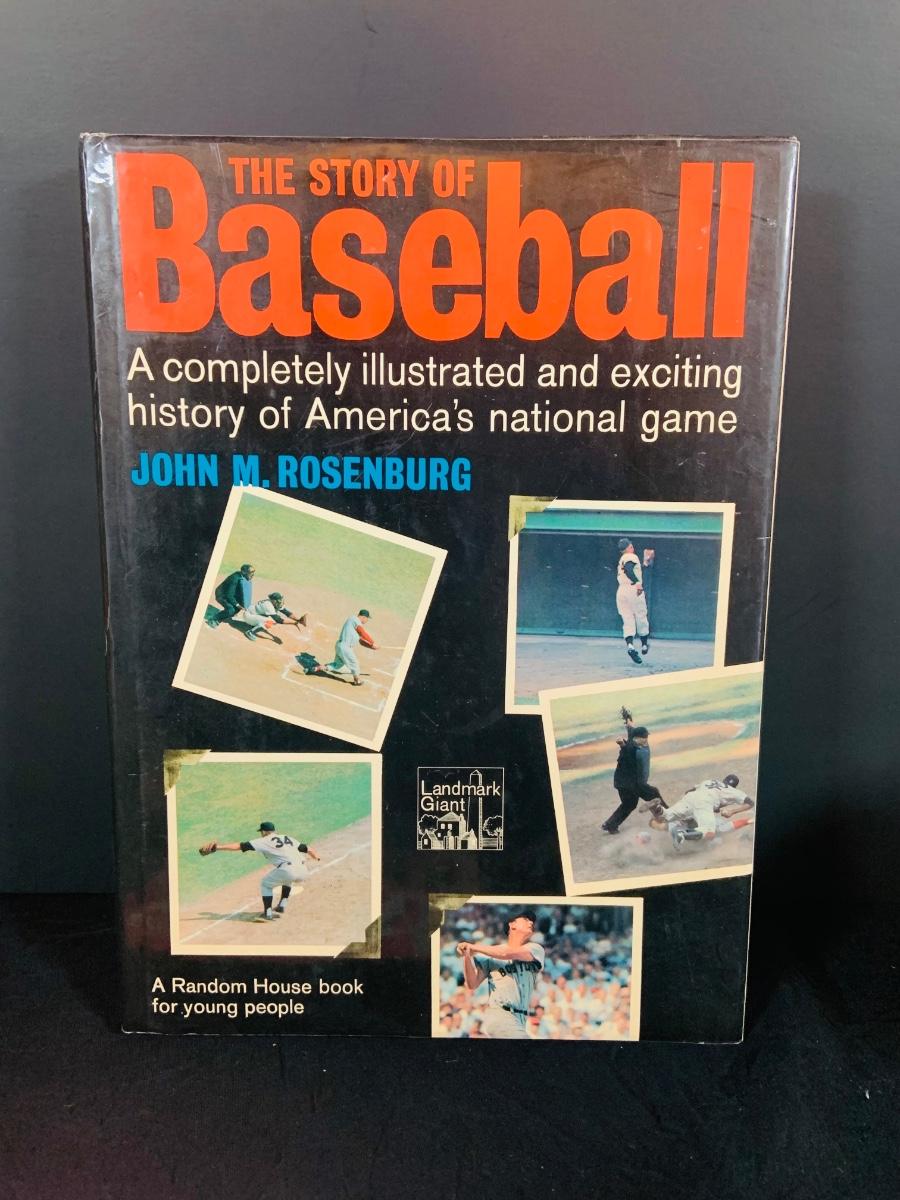 THE STORY OF
Baseball
A completely illustrated and exciting
history of America's national game
JOHN M. ROSENBURG
Landmark
Giant
34
BOSTON
A Random House book
for young people